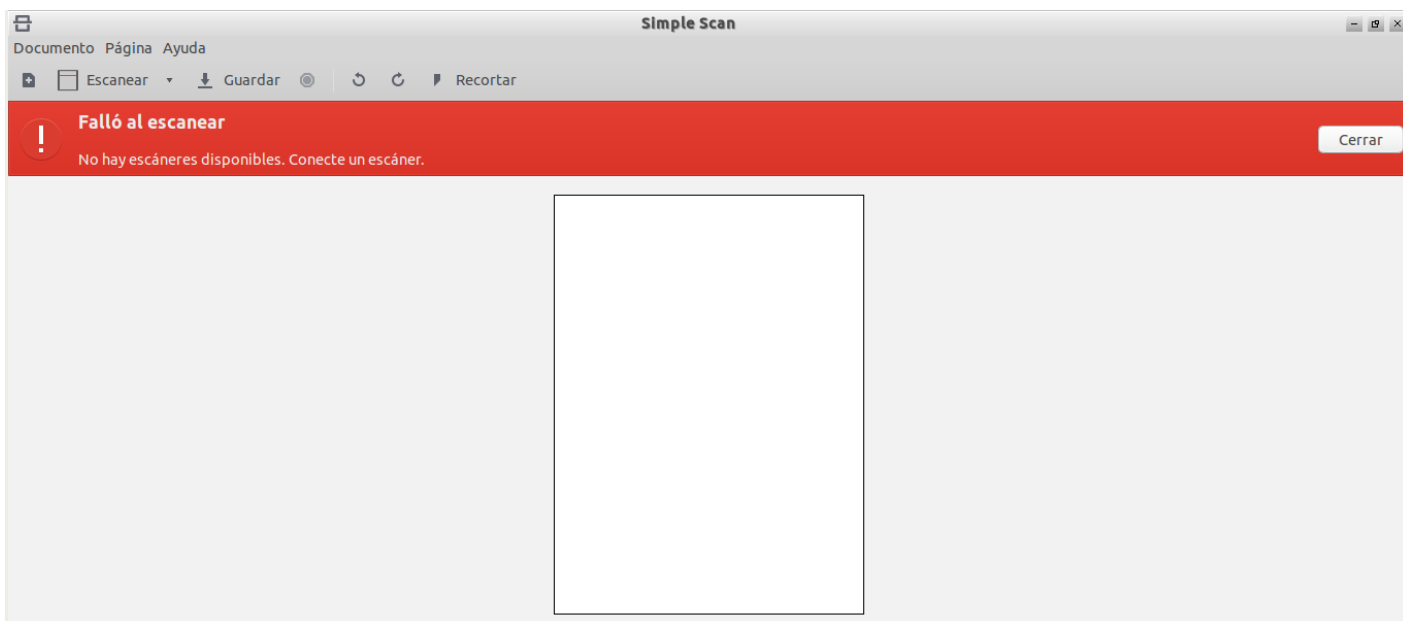 Simple Scan
Documento Página Ayuda
Escanear Guardar Recortar
Falló al escanear
No hay escáneres disponibles. Conecte un escáner.
Cerrar